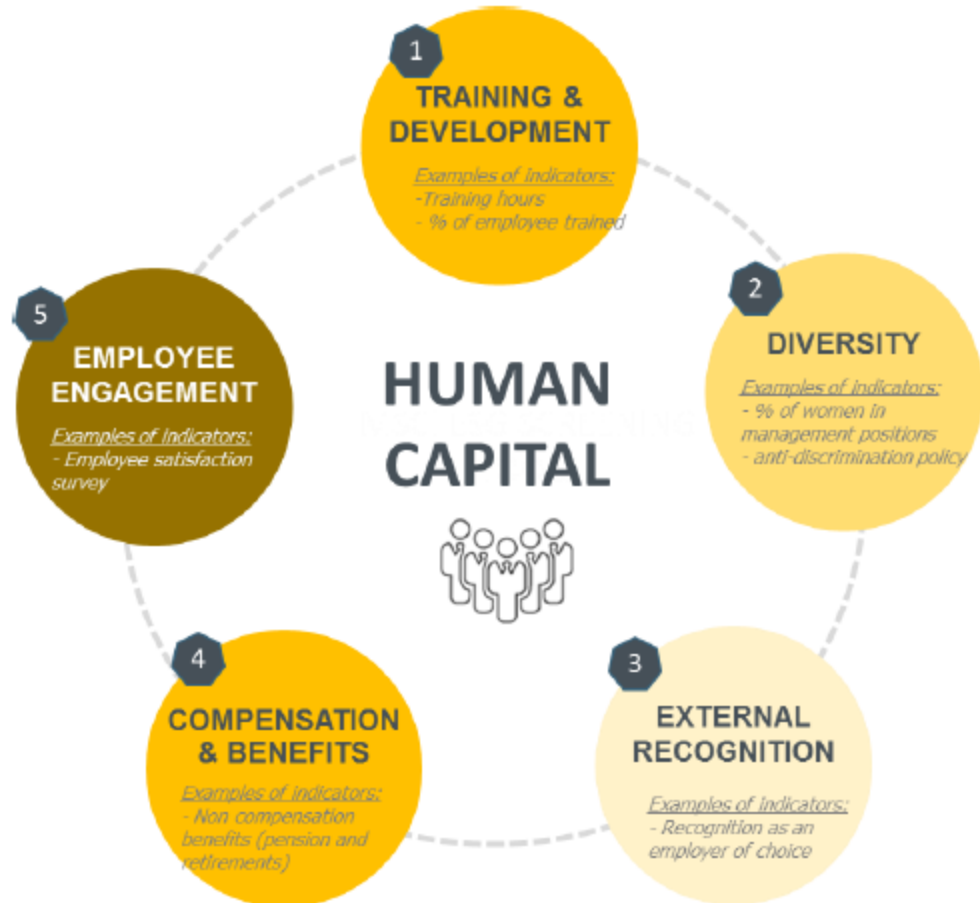 1
TRAINING &
DEVELOPMENT
Examples of indicators:
-Training hours
- % of employee trained
2
DIVERSITY
Examples of indicators:
- % of women in
management positions
- anti-discrimination policy
3
EXTERNAL
RECOGNITION
Examples of indicators:
- Recognition as an
employer of choice
4
COMPENSATION
& BENEFITS
Examples of indicators:
- Non compensation
benefits (pension and
retirements)
5
EMPLOYEE
ENGAGEMENT
Examples of indicators:
- Employee satisfaction
survey
HUMAN
CAPITAL